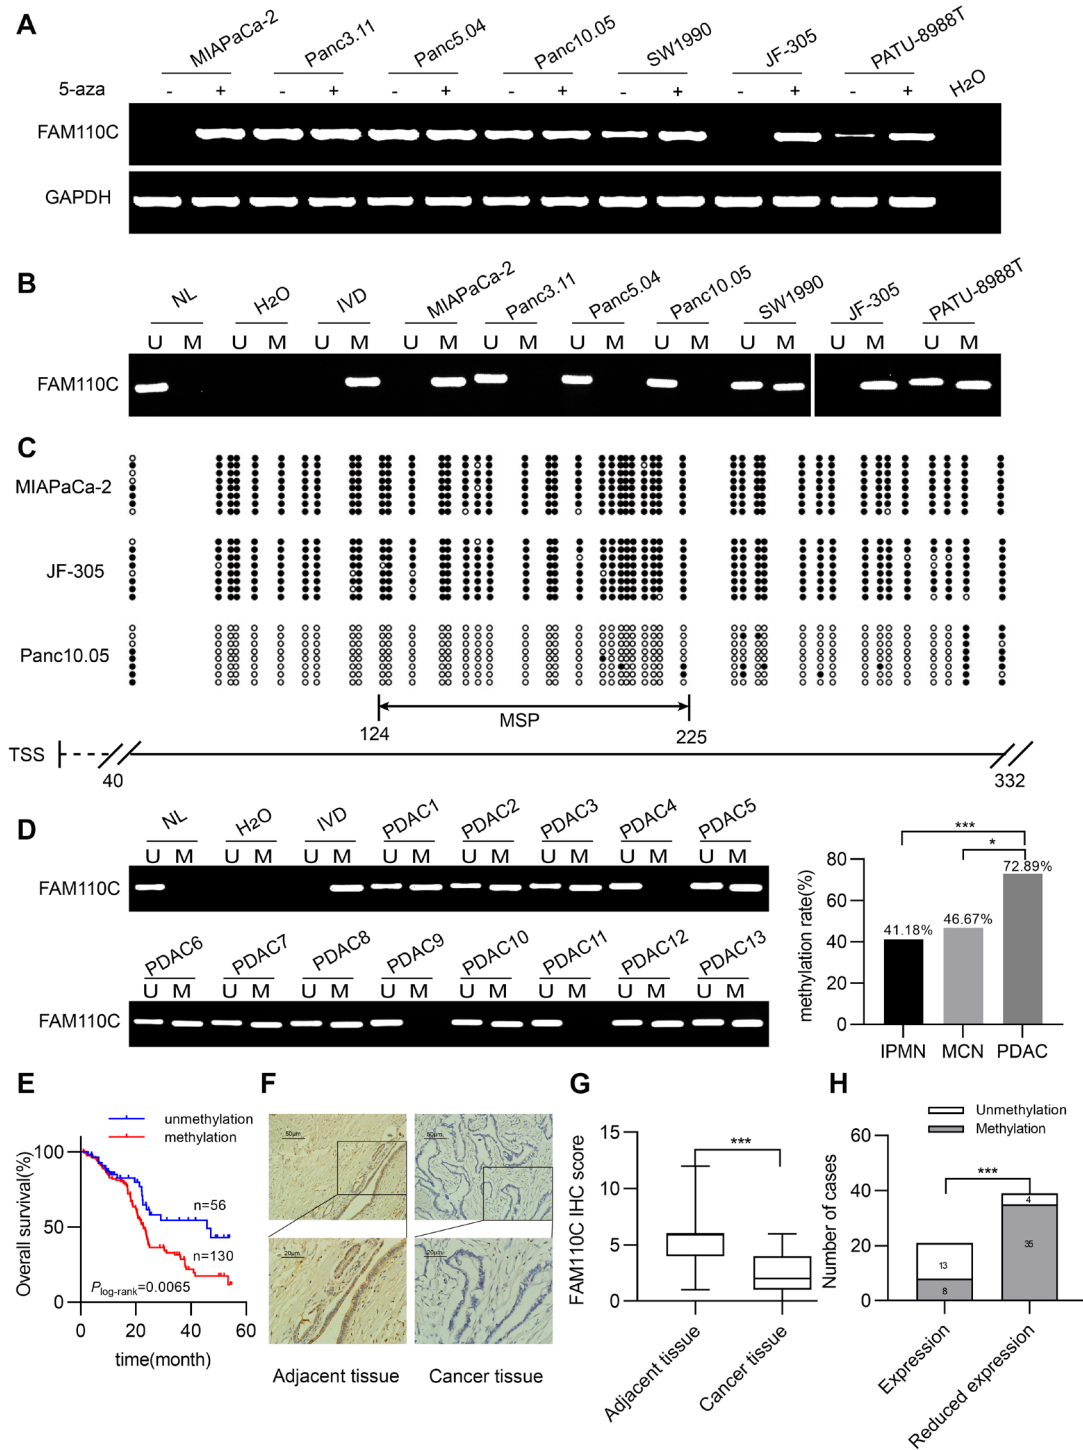 A
MIAPaCa-2 Panc3.11 Panc5.04 Panc10.05 SW1990 JF-305 PATU-8988T H2O
5-aza - + - + - + - + - + - + - +
FAM110C
GAPDH
B
NL H2O IVD MIAPaCa-2 Panc3.11 Panc5.04 Panc10.05 SW1990 JF-305 PATU-8988T
U M U M U M U M U M U M U M U M U M U M
FAM110C
C
MIAPaCa-2
JF-305
Panc10.05
MSP
124 225
TSS
40 332
D
NL H2O IVD PDAC1 PDAC2 PDAC3 PDAC4 PDAC5
U M U M U M U M U M U M U M U M
FAM110C
PDAC6 PDAC7 PDAC8 PDAC9 PDAC10 PDAC11 PDAC12 PDAC13
U M U M U M U M U M U M U M U M
FAM110C
***
*
80
60
40
20
0
methylation rate(%)
41.18% 46.67% 72.89%
IPMN MCN PDAC
E
unmethylation
methylation
100
50
0
Overall survival(%)
n=56
n=130
Plog-rank=0.0065
0 20 40 60
time(month)
F
50μm 50μm
20μm 20μm
Adjacent tissue Cancer tissue
G
***
15
10
5
0
FAM110C IHC score
Adjacent tissue Cancer tissue
H
Unmethylation
Methylation
***
60
40
20
0
Number of cases
13
8
4
35
Expression Reduced expression